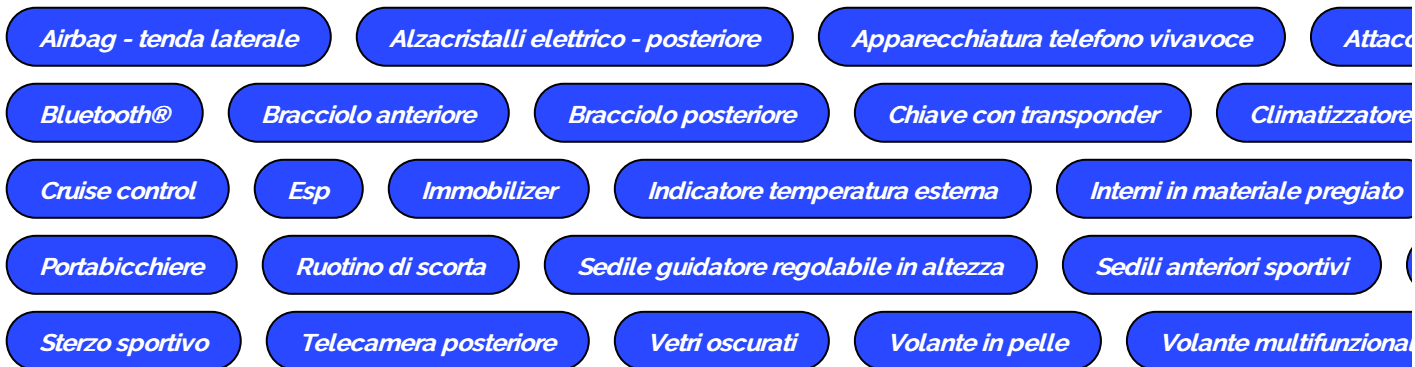 Airbag - tenda laterale Alzacristalli elettrico - posteriore Apparecchiatura telefono vivavoce
Bluetooth® Bracciolo anteriore Bracciolo posteriore Chiave con transponder Climatizzatore
Cruise control Esp Immobilizer Indicatore temperatura esterna Interni in materiale pregiato
Portabicchiere Ruotino di scorta Sedile guidatore regolabile in altezza Sedili anteriori sportivi
Sterzo sportivo Telecamera posteriore Vetri oscurati Volante in pelle Volante